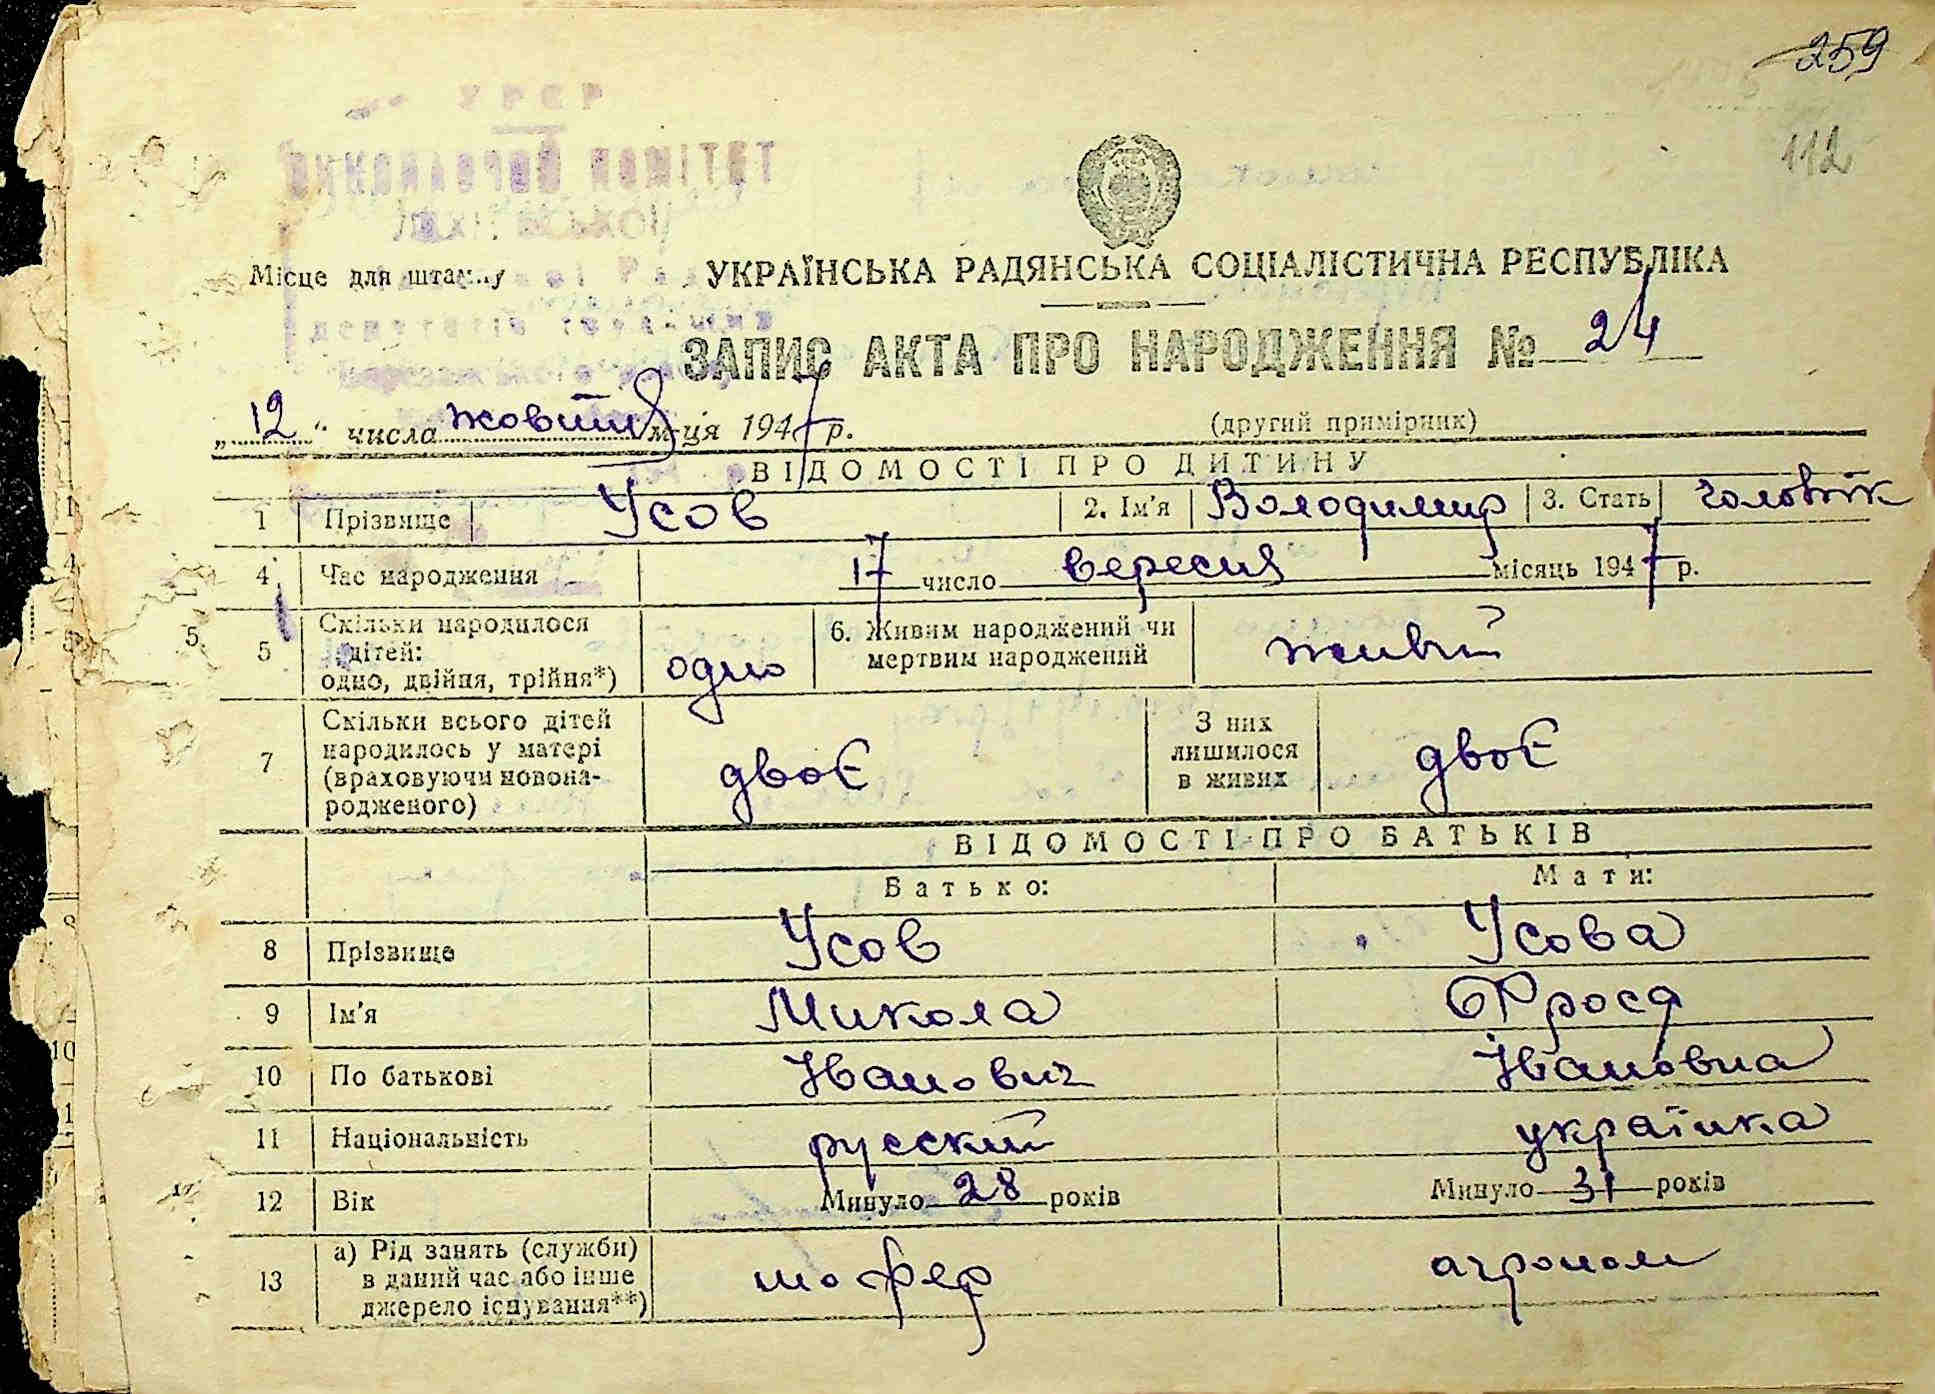 259
112
УРСР
ВИКОНАВЧИЙ КОМІТЕТ
Місце для штампу
депутатів трудящих
УКРАЇНСЬКА РАДЯНСЬКА СОЦІАЛІСТИЧНА РЕСПУБЛІКА
ЗАПИС АКТА ПРО НАРОДЖЕННЯ № 24
„12“ числа жовтня м-ця 1947 р. (другий примірник)
ВІДОМОСТІ ПРО ДИТИНУ
1 Прізвище Усов 2. Ім'я Володимир 3. Стать чоловік
4 Час народження 17 число вересня місяць 1947 р.
5 Скільки народилося дітей: одно, двійня, трійня*) одно 6. Живим народжений чи мертвим народжений живий
7 Скільки всього дітей народилось у матері (враховуючи новонародженого) двоє З них лишилося в живих двоє
ВІДОМОСТІ ПРО БАТЬКІВ
Батько: Мати:
8 Прізвище Усов Усова
9 Ім'я Микола Фрося
10 По батькові Іванович Івановна
11 Національність русский українка
12 Вік Минуло 28 років Минуло 31 років
13 а) Рід занять (служби) в даний час або інше джерело існування**) шофер агроном